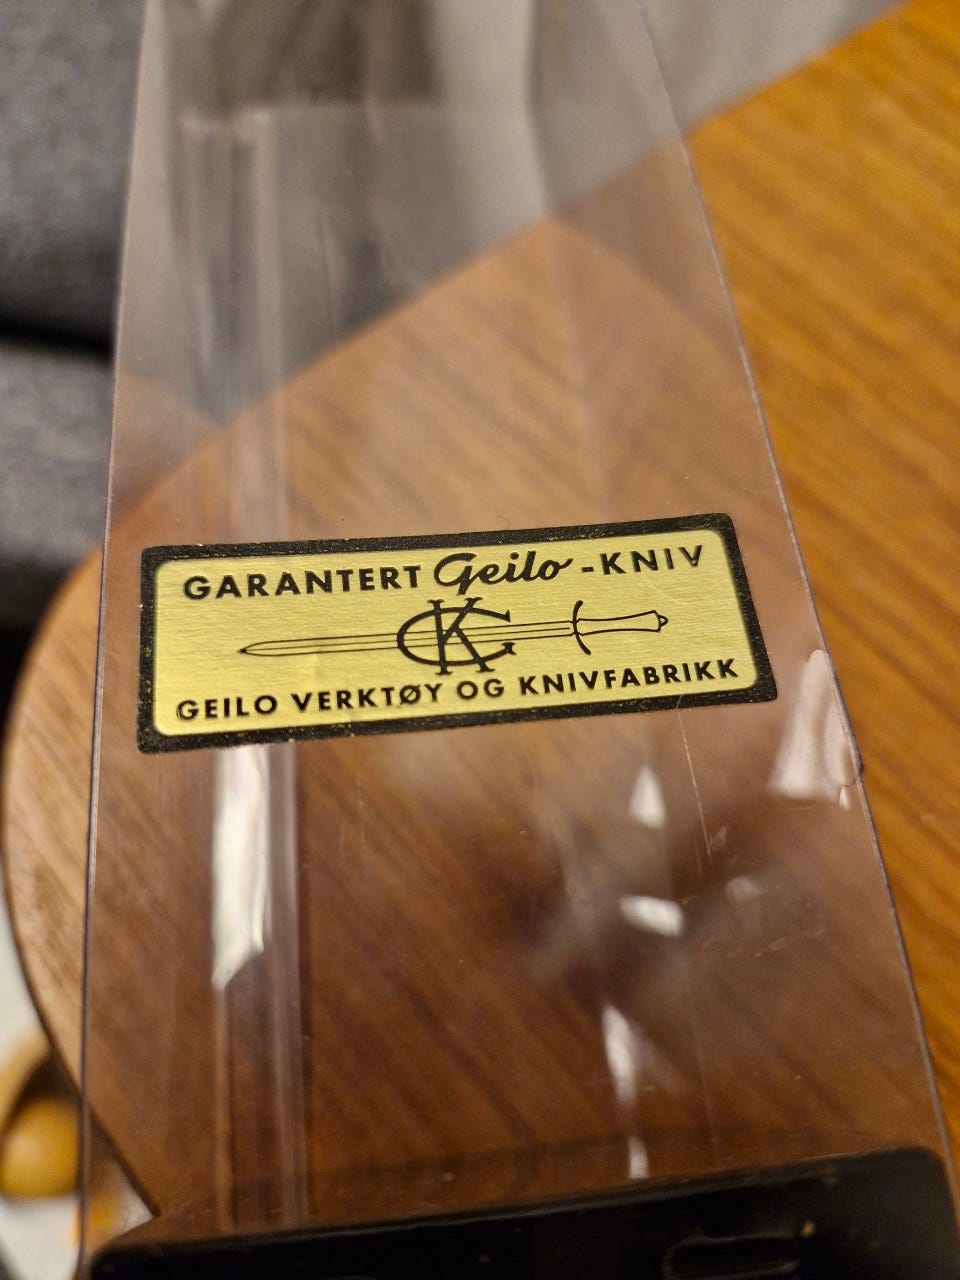 GARANTERT Geilo-KNIV
GK
GEILO VERKTØY OG KNIVFABRIKK